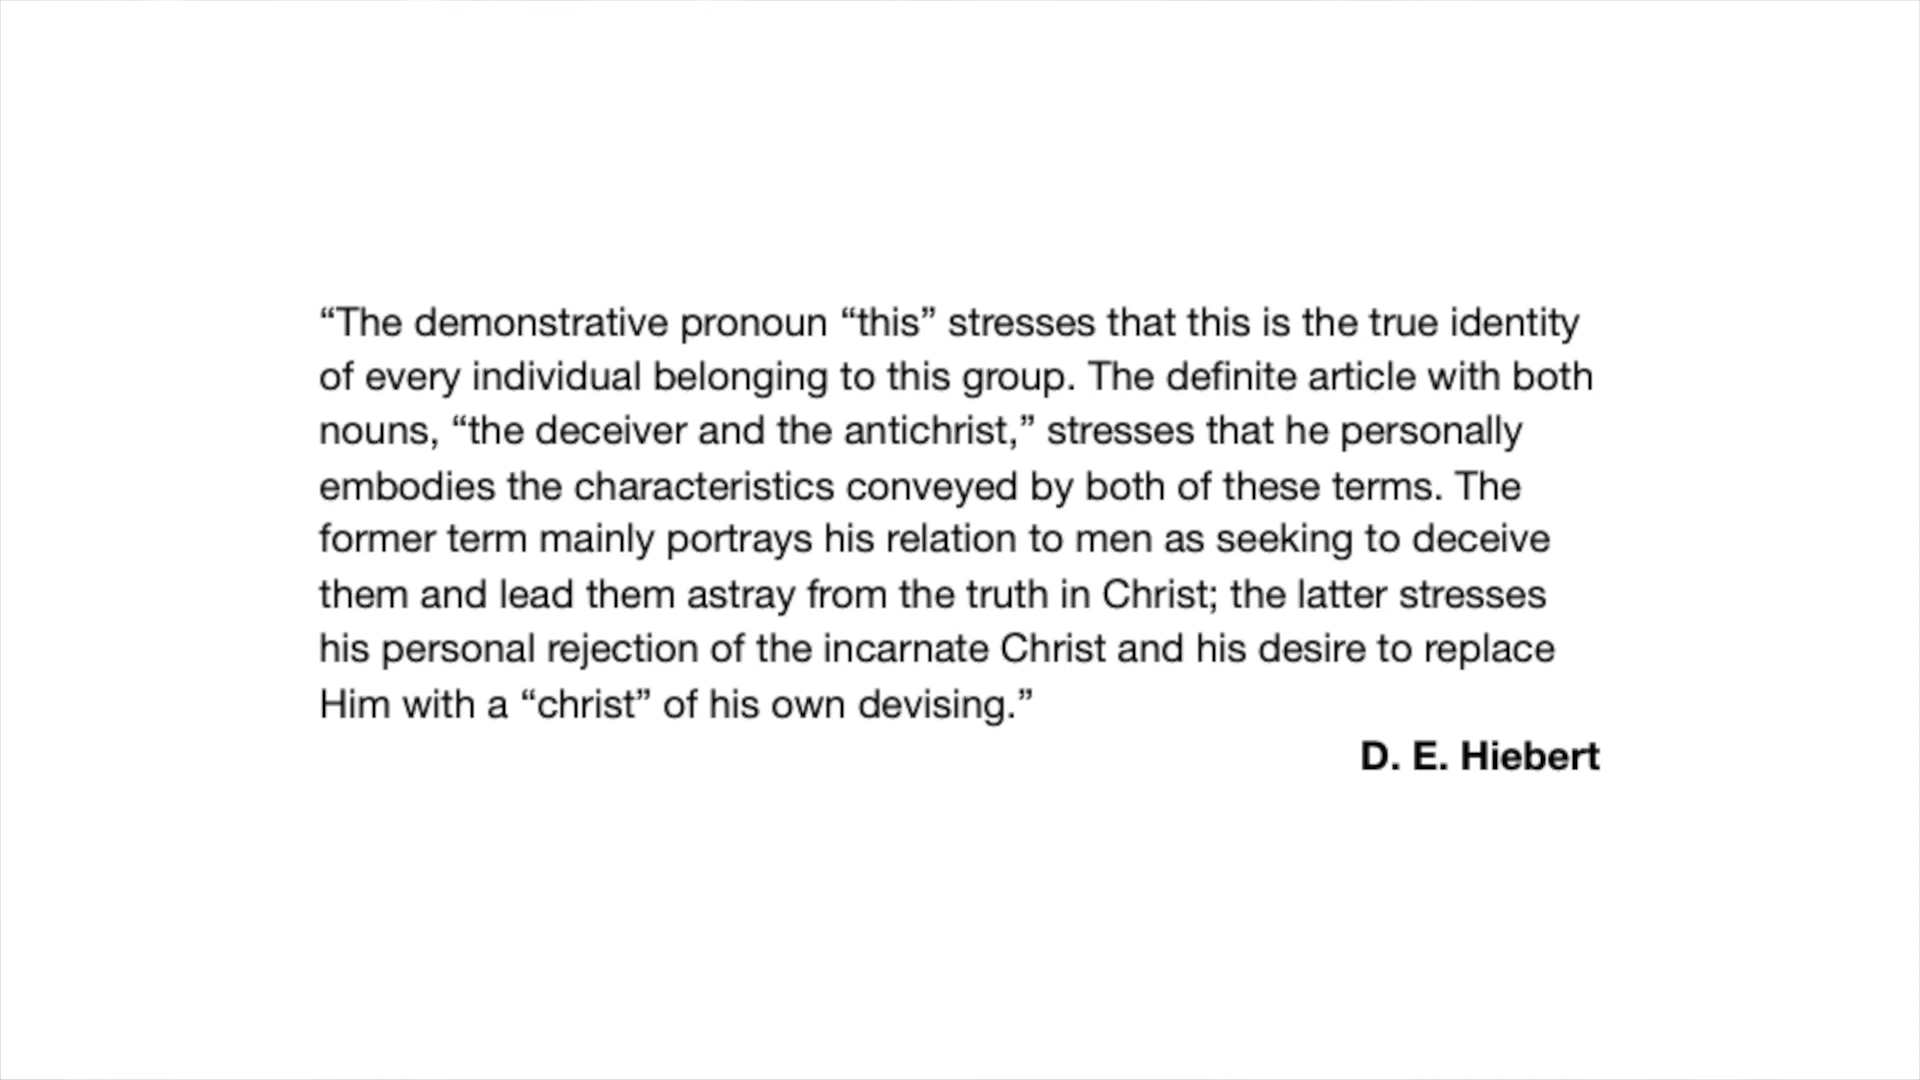 “The demonstrative pronoun “this” stresses that this is the true identity
of every individual belonging to this group. The definite article with both
nouns, “the deceiver and the antichrist,” stresses that he personally
embodies the characteristics conveyed by both of these terms. The
former term mainly portrays his relation to men as seeking to deceive
them and lead them astray from the truth in Christ; the latter stresses
his personal rejection of the incarnate Christ and his desire to replace
Him with a “christ” of his own devising.”
D. E. Hiebert